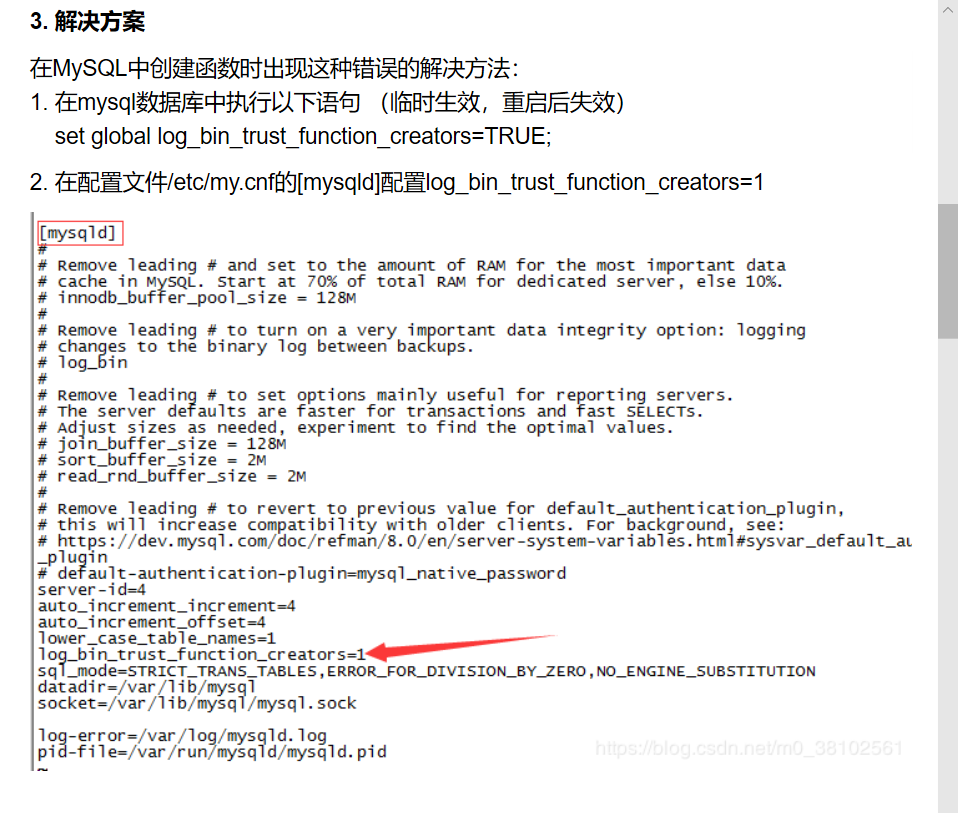 3. 解决方案
在MySQL中创建函数时出现这种错误的解决方法：
1. 在mysql数据库中执行以下语句 （临时生效，重启后失效）
set global log_bin_trust_function_creators=TRUE;
2. 在配置文件/etc/my.cnf的[mysqld]配置log_bin_trust_function_creators=1
[mysqld]
#
# Remove leading # and set to the amount of RAM for the most important data
# cache in MySQL. Start at 70% of total RAM for dedicated server, else 10%.
# innodb_buffer_pool_size = 128M
#
# Remove leading # to turn on a very important data integrity option: logging
# changes to the binary log between backups.
# log_bin
#
# Remove leading # to set options mainly useful for reporting servers.
# The server defaults are faster for transactions and fast SELECTs.
# Adjust sizes as needed, experiment to find the optimal values.
# join_buffer_size = 128M
# sort_buffer_size = 2M
# read_rnd_buffer_size = 2M
#
# Remove leading # to revert to previous value for default_authentication_plugin,
# this will increase compatibility with older clients. For background, see:
# https://dev.mysql.com/doc/refman/8.0/en/server-system-variables.html#sysvar_default_au
_plugin
# default-authentication-plugin=mysql_native_password
server-id=4
auto_increment_increment=4
auto_increment_offset=4
lower_case_table_names=1
log_bin_trust_function_creators=1
sql_mode=STRICT_TRANS_TABLES,ERROR_FOR_DIVISION_BY_ZERO,NO_ENGINE_SUBSTITUTION
datadir=/var/lib/mysql
socket=/var/lib/mysql/mysql.sock
log-error=/var/log/mysqld.log
pid-file=/var/run/mysqld/mysqld.pid
https://blog.csdn.net/m0_38102561
~